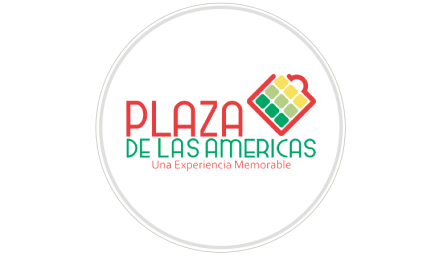 PLAZA
DE LAS AMERICAS
Una Experiencia Memorable